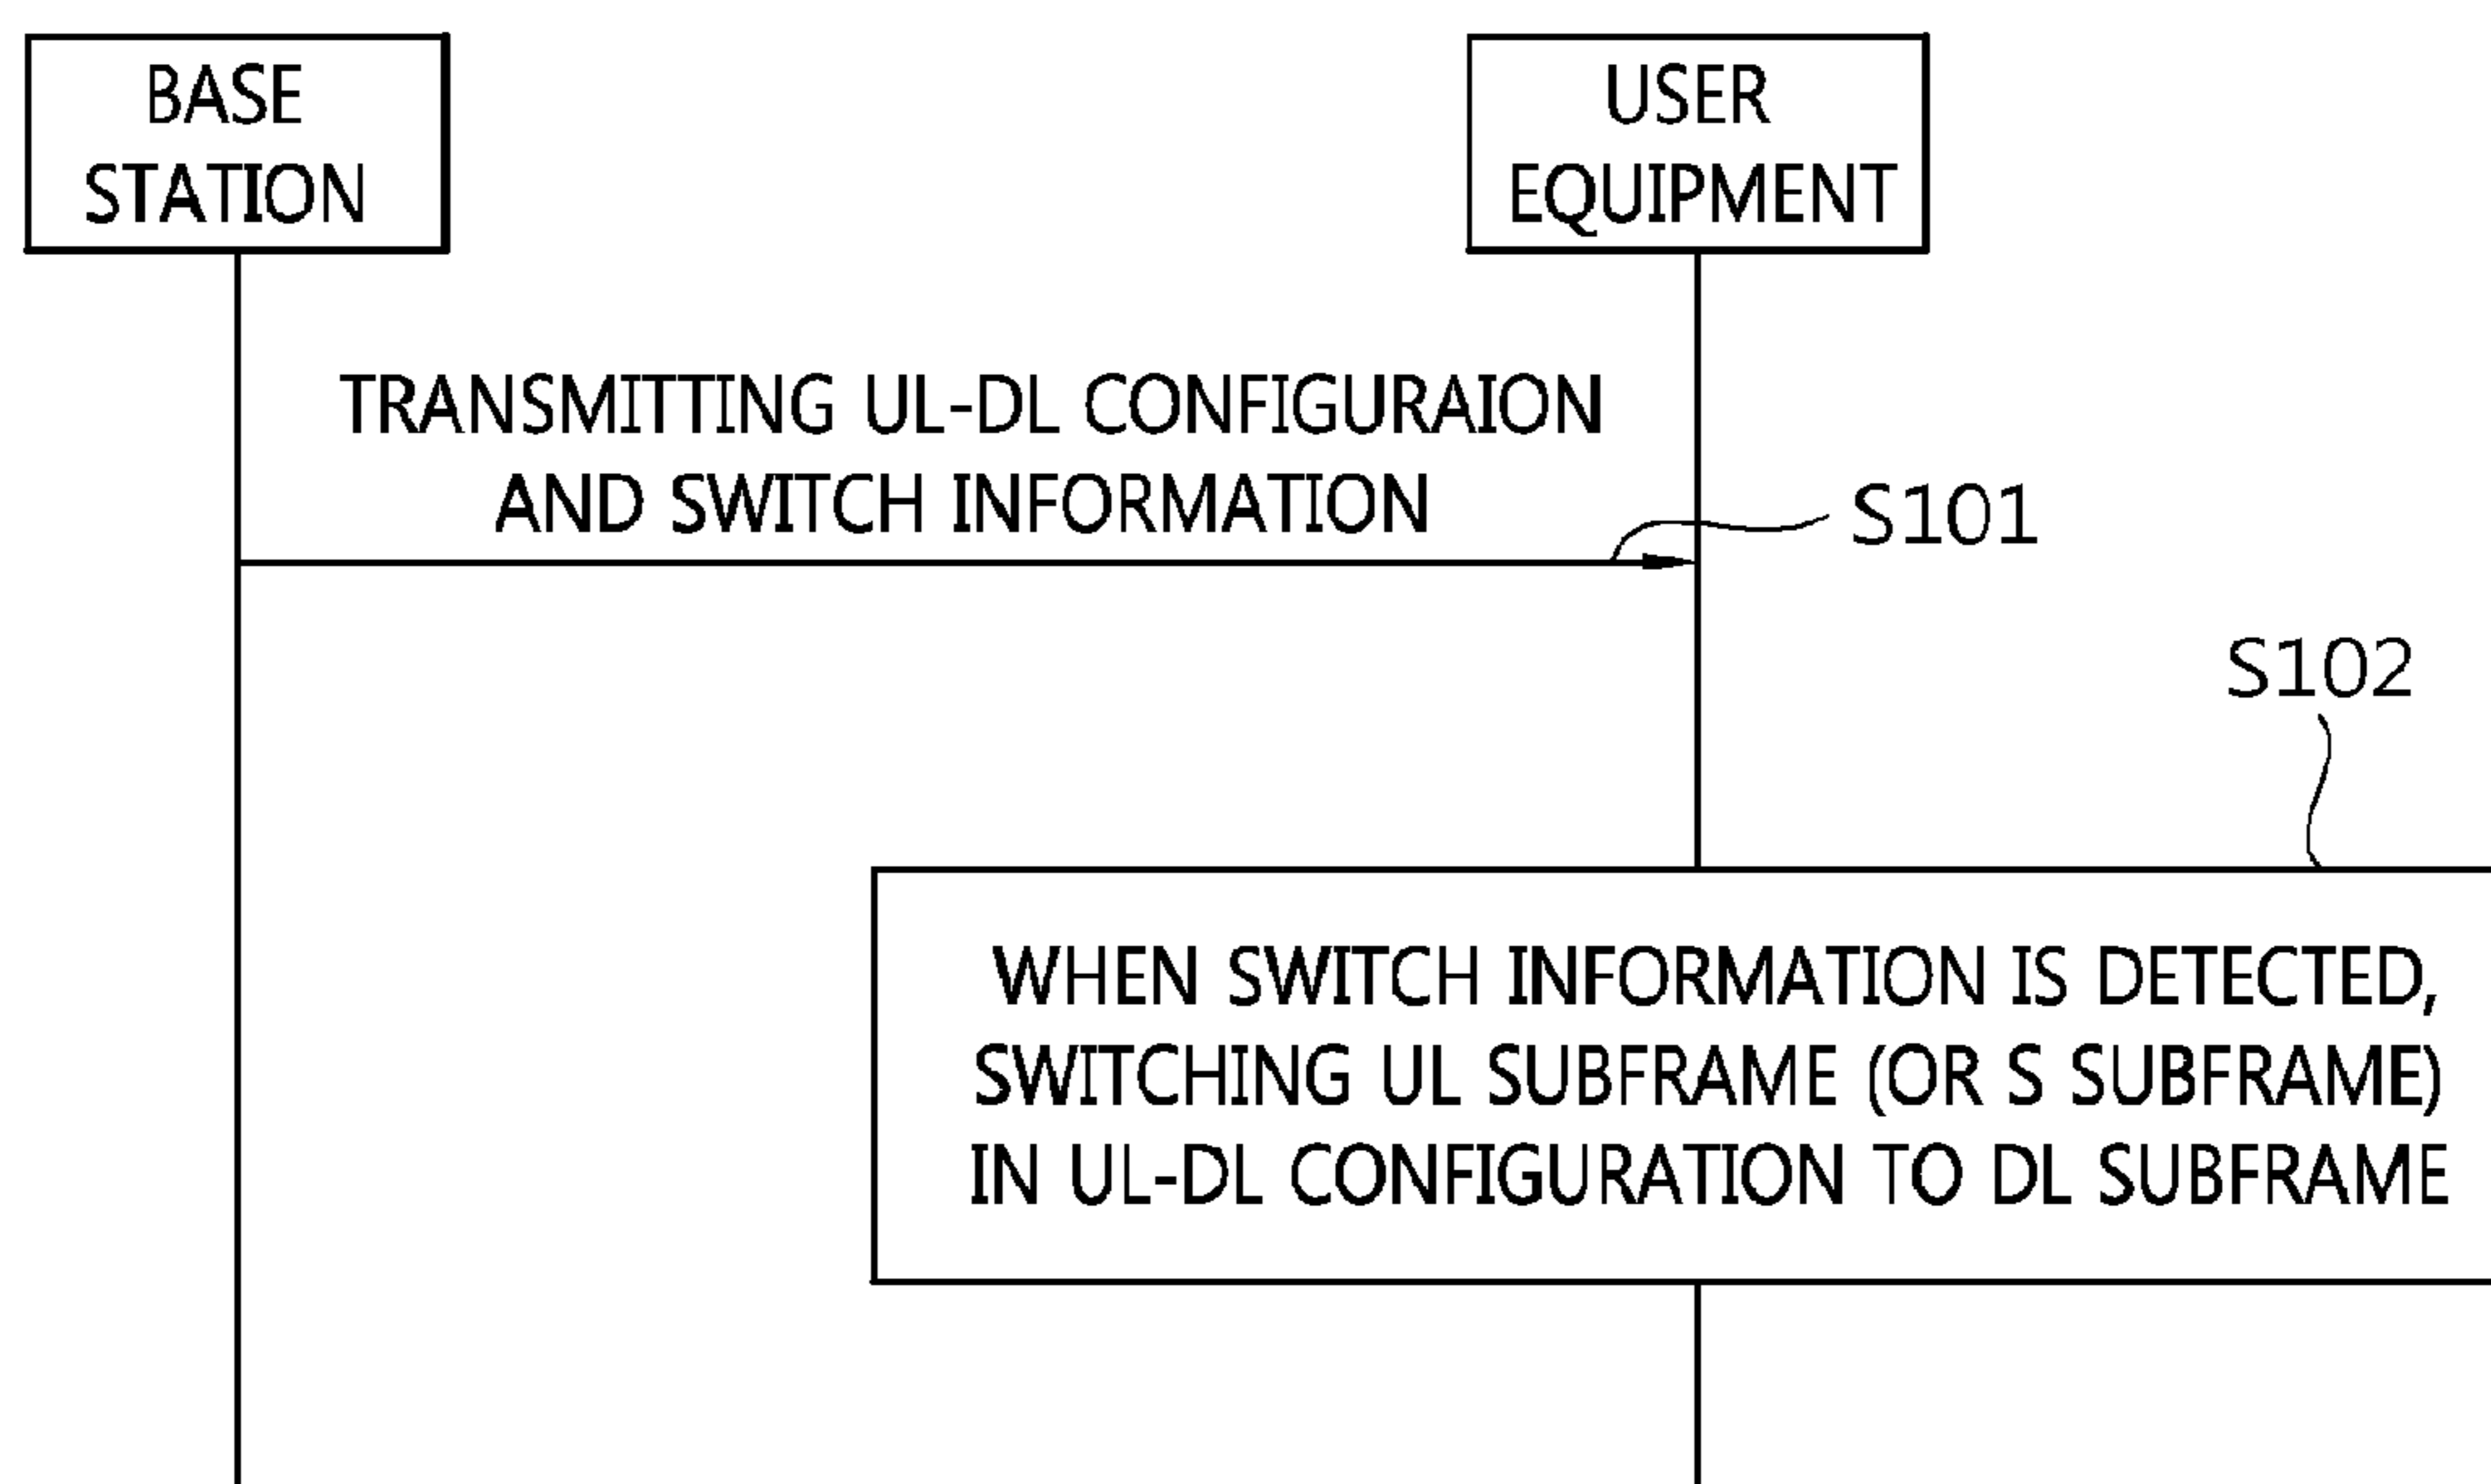 BASE
STATION
USER
EQUIPMENT
TRANSMITTING UL-DL CONFIGURAION
AND SWITCH INFORMATION
S101
S102
WHEN SWITCH INFORMATION IS DETECTED,
SWITCHING UL SUBFRAME (OR S SUBFRAME)
IN UL-DL CONFIGURATION TO DL SUBFRAME